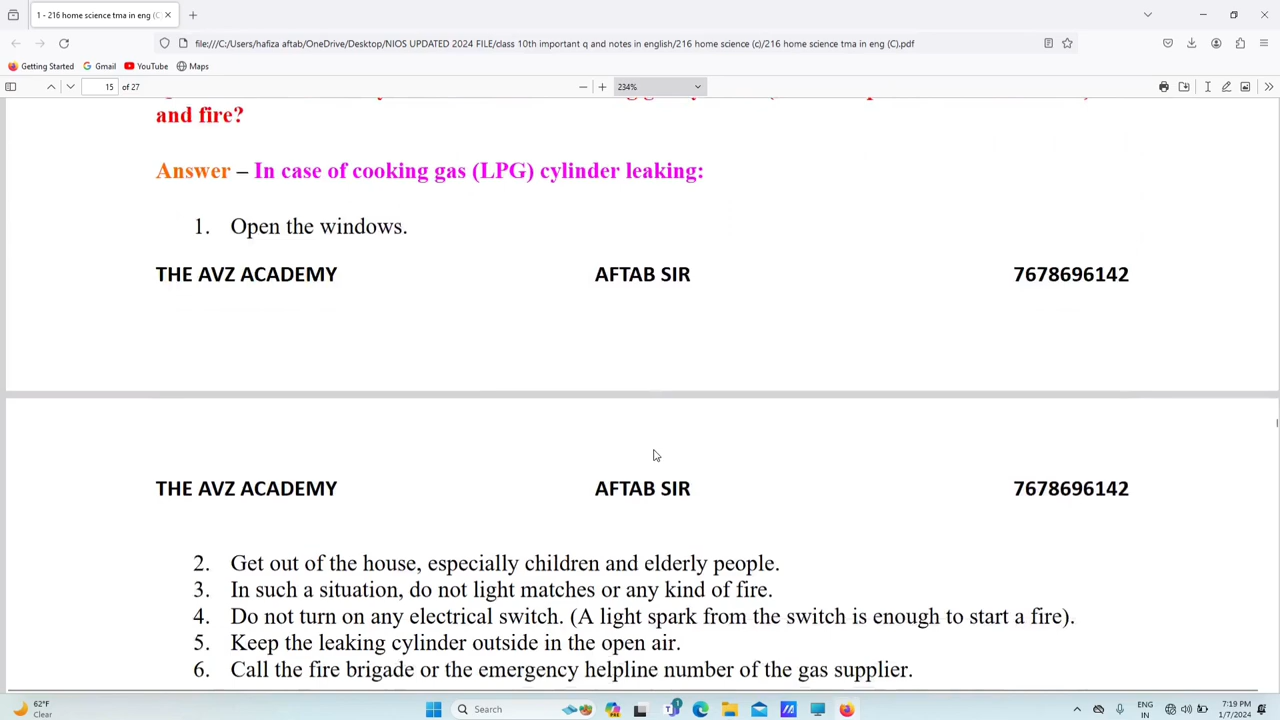 1 - 216 home science tma in eng (C
file:///C:/Users/hafiza aftab/OneDrive/Desktop/NIOS UPDATED 2024 FILE/class 10th important q and notes in english/216 home science (c)/216 home science tma in eng (C).pdf
Getting Started Gmail YouTube Maps
15 of 27 234%
and fire?
Answer – In case of cooking gas (LPG) cylinder leaking:
1. Open the windows.
THE AVZ ACADEMY AFTAB SIR 7678696142
THE AVZ ACADEMY AFTAB SIR 7678696142
2. Get out of the house, especially children and elderly people.
3. In such a situation, do not light matches or any kind of fire.
4. Do not turn on any electrical switch. (A light spark from the switch is enough to start a fire).
5. Keep the leaking cylinder outside in the open air.
6. Call the fire brigade or the emergency helpline number of the gas supplier.
62°F
Clear
Search
ENG
IN
7:19 PM
1/7/2024